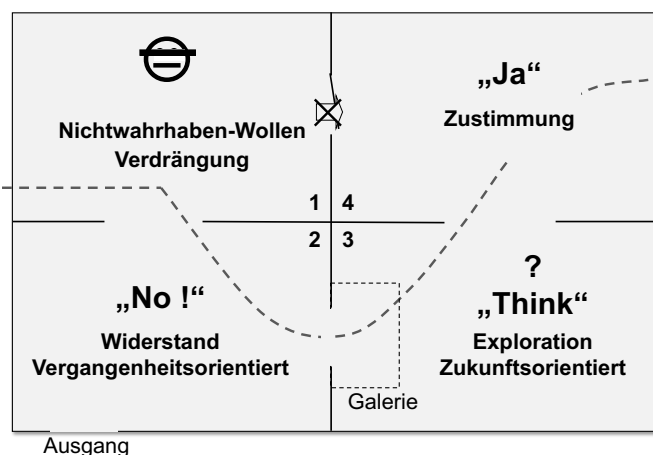 „Ja“
Zustimmung
Nichtwahrhaben-Wollen
Verdrängung
1 4
2 3
„No !“
Widerstand
Vergangenheitsorientiert
?
„Think“
Exploration
Zukunftsorientiert
Galerie
Ausgang